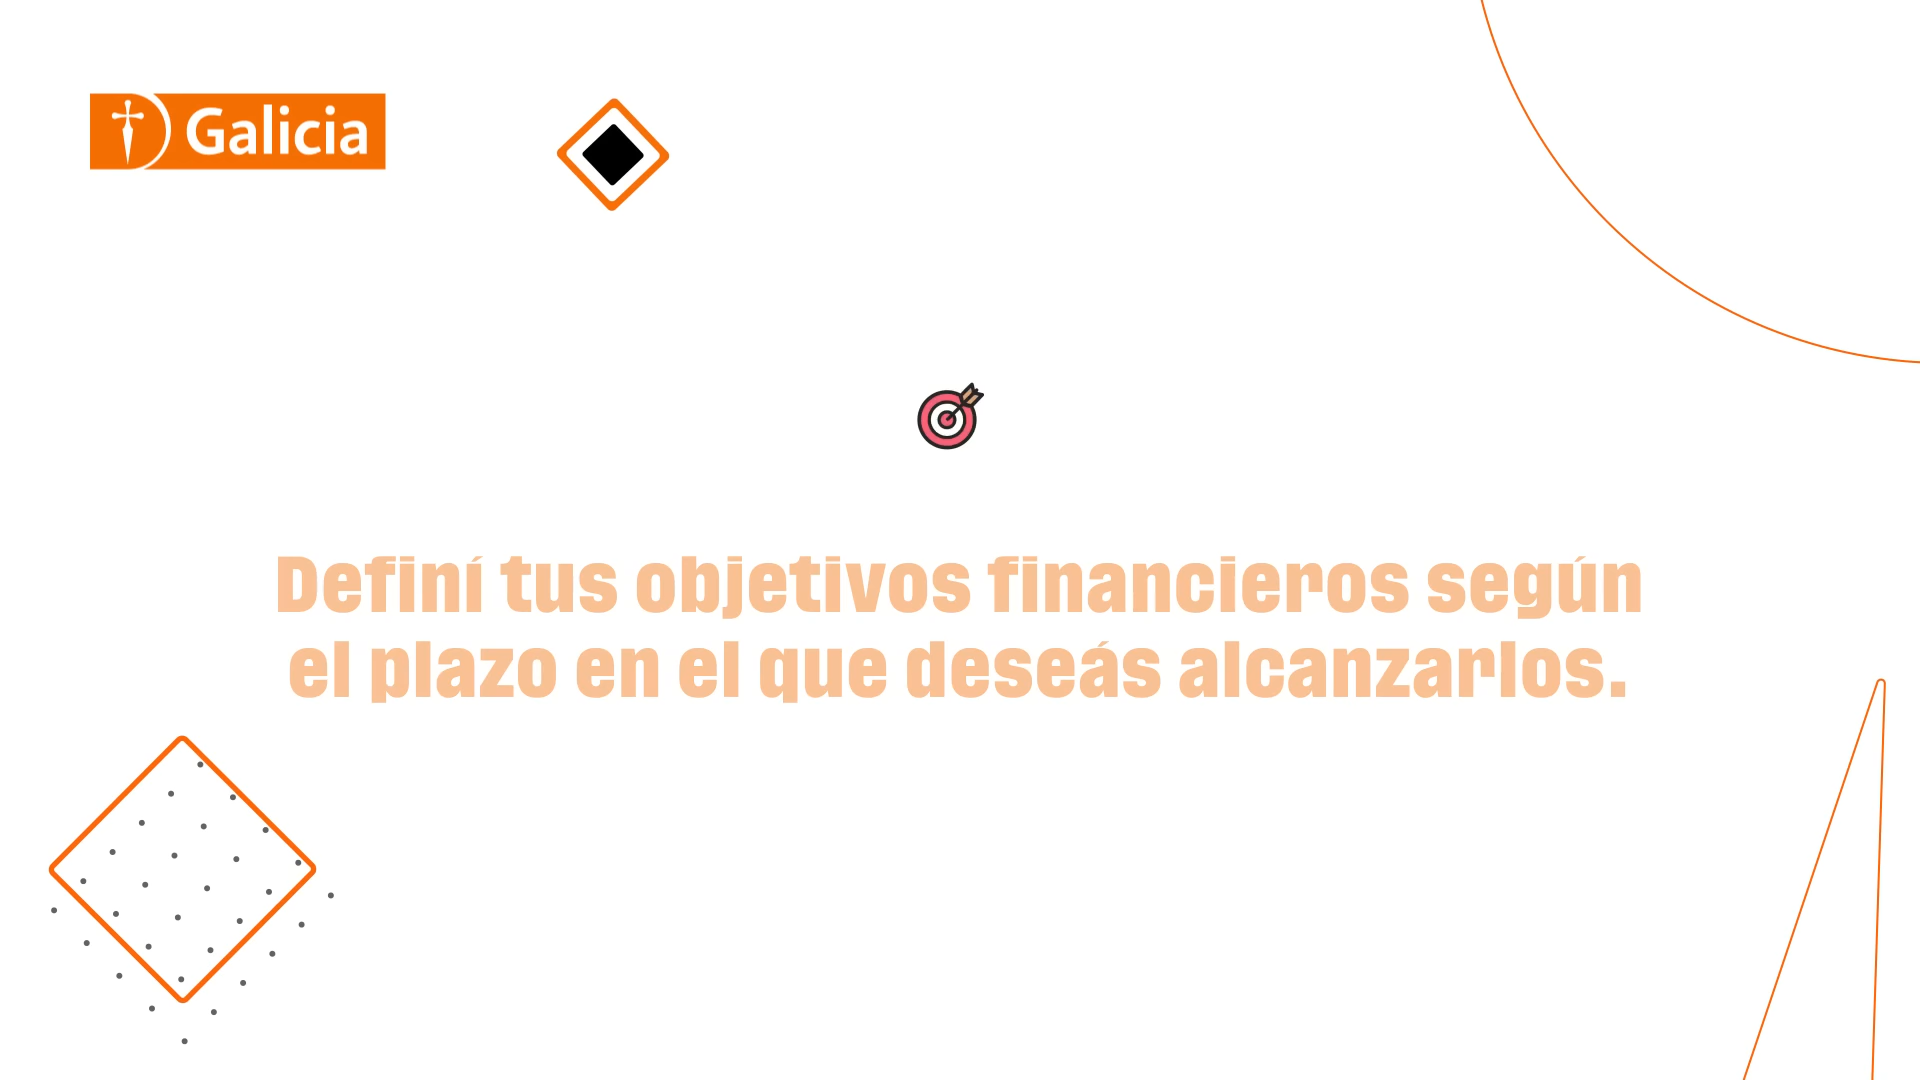 Galicia
Definí tus objetivos financieros según
el plazo en el que deseás alcanzarlos.